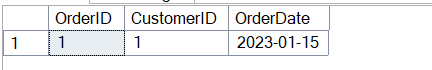 OrderID CustomerID OrderDate
1 1 1 2023-01-15